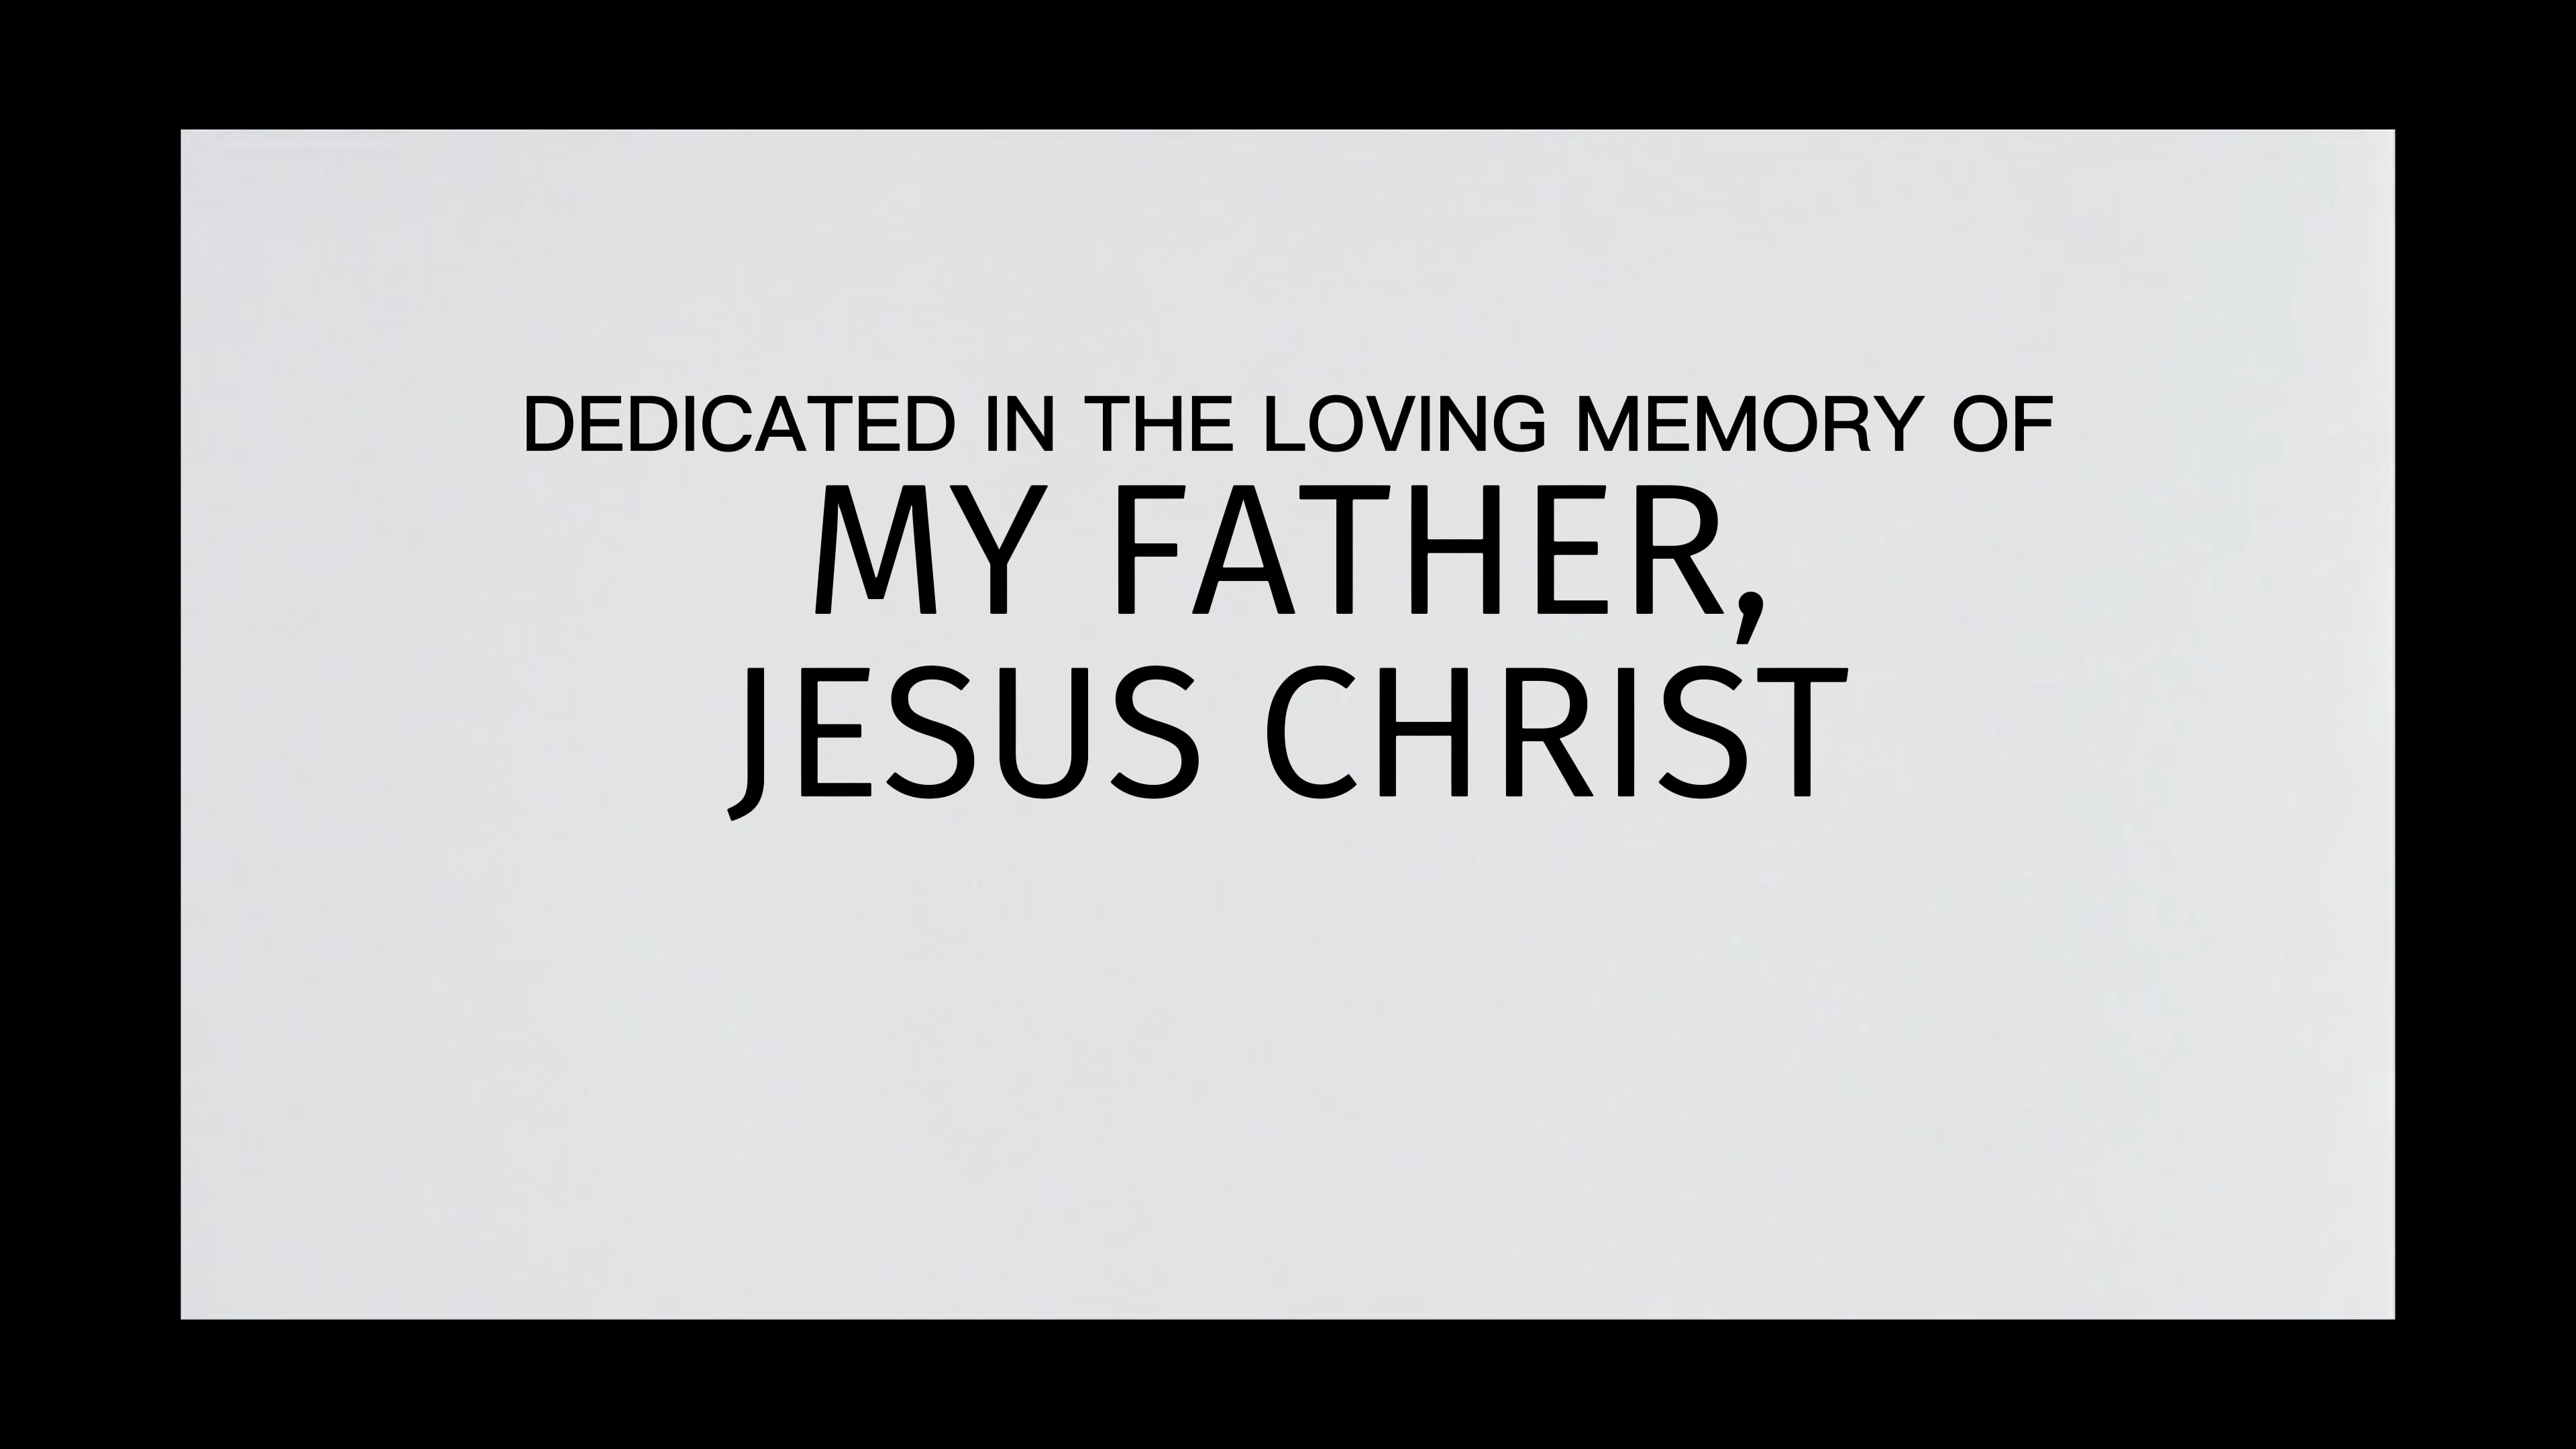 DEDICATED IN THE LOVING MEMORY OF
MY FATHER,
JESUS CHRIST